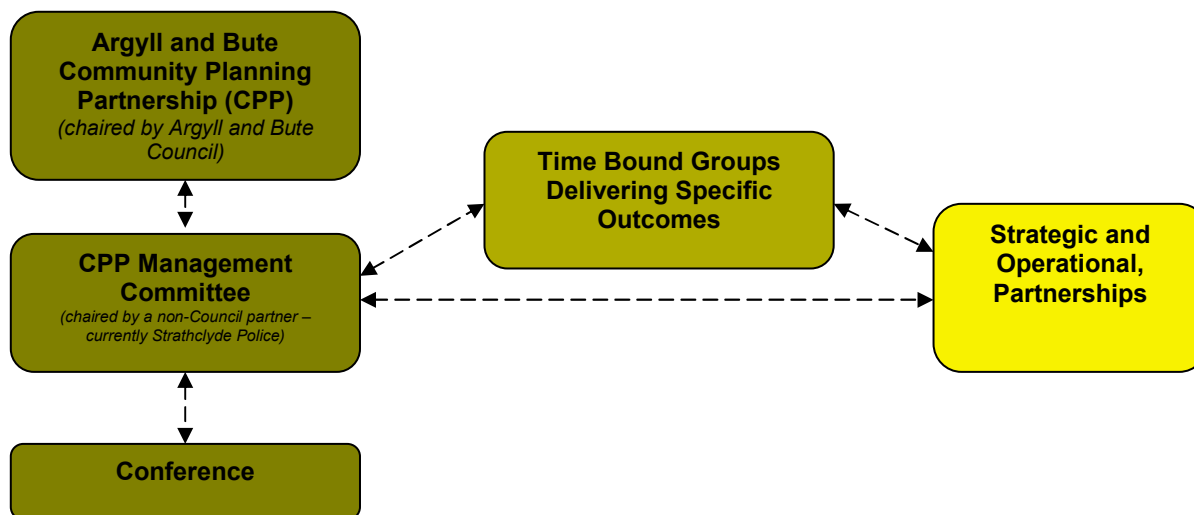 Argyll and Bute
Community Planning
Partnership (CPP)
(chaired by Argyll and Bute
Council)
Time Bound Groups
Delivering Specific
Outcomes
Strategic and
Operational,
Partnerships
CPP Management
Committee
(chaired by a non-Council partner –
currently Strathclyde Police)
Conference